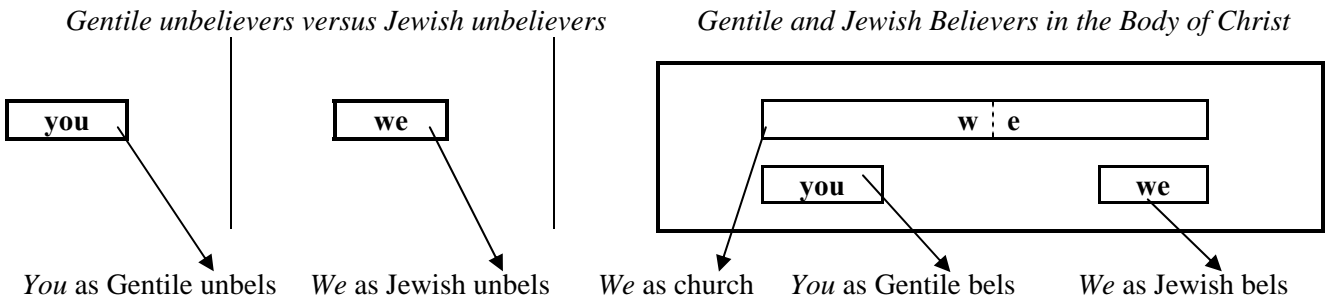 Gentile unbelievers versus Jewish unbelievers
Gentile and Jewish Believers in the Body of Christ
you
we
w e
you
we
You as Gentile unbels
We as Jewish unbels
We as church
You as Gentile bels
We as Jewish bels